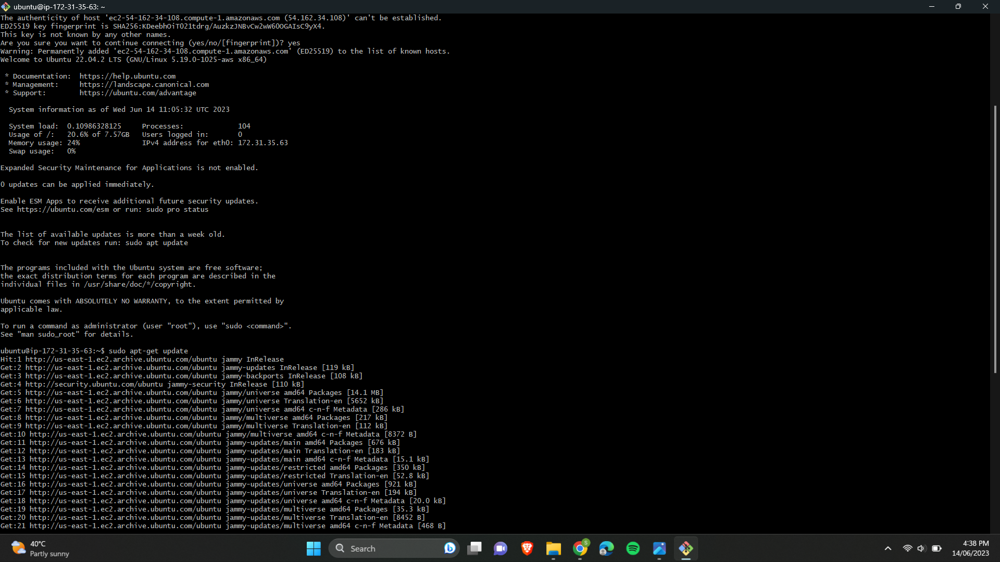 ubuntu@ip-172-31-35-63: ~
The authenticity of host 'ec2-54-162-34-108.compute-1.amazonaws.com (54.162.34.108)' can't be established.
ED25519 key fingerprint is SHA256:KDeebhOiTO21tdrg/AuzkzJNBvCw2wW60OGAIsC9yX4.
This key is not known by any other names.
Are you sure you want to continue connecting (yes/no/[fingerprint])? yes
Warning: Permanently added 'ec2-54-162-34-108.compute-1.amazonaws.com' (ED25519) to the list of known hosts.
Welcome to Ubuntu 22.04.2 LTS (GNU/Linux 5.19.0-1025-aws x86_64)
* Documentation:  https://help.ubuntu.com
* Management:     https://landscape.canonical.com
* Support:        https://ubuntu.com/advantage
System information as of Wed Jun 14 11:05:32 UTC 2023
System load:  0.10986328125     Processes:             104
Usage of /:   20.6% of 7.57GB   Users logged in:       0
Memory usage: 24%               IPv4 address for eth0: 172.31.35.63
Swap usage:   0%
Expanded Security Maintenance for Applications is not enabled.
0 updates can be applied immediately.
Enable ESM Apps to receive additional future security updates.
See https://ubuntu.com/esm or run: sudo pro status
The list of available updates is more than a week old.
To check for new updates run: sudo apt update
The programs included with the Ubuntu system are free software;
the exact distribution terms for each program are described in the
individual files in /usr/share/doc/*/copyright.
Ubuntu comes with ABSOLUTELY NO WARRANTY, to the extent permitted by
applicable law.
To run a command as administrator (user "root"), use "sudo <command>".
See "man sudo_root" for details.
ubuntu@ip-172-31-35-63:~$ sudo apt-get update
Hit:1 http://us-east-1.ec2.archive.ubuntu.com/ubuntu jammy InRelease
Get:2 http://us-east-1.ec2.archive.ubuntu.com/ubuntu jammy-updates InRelease [119 kB]
Get:3 http://us-east-1.ec2.archive.ubuntu.com/ubuntu jammy-backports InRelease [108 kB]
Get:4 http://security.ubuntu.com/ubuntu jammy-security InRelease [110 kB]
Get:5 http://us-east-1.ec2.archive.ubuntu.com/ubuntu jammy/universe amd64 Packages [14.1 MB]
Get:6 http://us-east-1.ec2.archive.ubuntu.com/ubuntu jammy/universe Translation-en [5652 kB]
Get:7 http://us-east-1.ec2.archive.ubuntu.com/ubuntu jammy/universe amd64 c-n-f Metadata [286 kB]
Get:8 http://us-east-1.ec2.archive.ubuntu.com/ubuntu jammy/multiverse amd64 Packages [217 kB]
Get:9 http://us-east-1.ec2.archive.ubuntu.com/ubuntu jammy/multiverse Translation-en [112 kB]
Get:10 http://us-east-1.ec2.archive.ubuntu.com/ubuntu jammy/multiverse amd64 c-n-f Metadata [8372 B]
Get:11 http://us-east-1.ec2.archive.ubuntu.com/ubuntu jammy-updates/main amd64 Packages [676 kB]
Get:12 http://us-east-1.ec2.archive.ubuntu.com/ubuntu jammy-updates/main Translation-en [183 kB]
Get:13 http://us-east-1.ec2.archive.ubuntu.com/ubuntu jammy-updates/main amd64 c-n-f Metadata [15.1 kB]
Get:14 http://us-east-1.ec2.archive.ubuntu.com/ubuntu jammy-updates/restricted amd64 Packages [350 kB]
Get:15 http://us-east-1.ec2.archive.ubuntu.com/ubuntu jammy-updates/restricted Translation-en [52.8 kB]
Get:16 http://us-east-1.ec2.archive.ubuntu.com/ubuntu jammy-updates/universe amd64 Packages [921 kB]
Get:17 http://us-east-1.ec2.archive.ubuntu.com/ubuntu jammy-updates/universe Translation-en [194 kB]
Get:18 http://us-east-1.ec2.archive.ubuntu.com/ubuntu jammy-updates/universe amd64 c-n-f Metadata [20.0 kB]
Get:19 http://us-east-1.ec2.archive.ubuntu.com/ubuntu jammy-updates/multiverse amd64 Packages [35.3 kB]
Get:20 http://us-east-1.ec2.archive.ubuntu.com/ubuntu jammy-updates/multiverse Translation-en [8452 B]
Get:21 http://us-east-1.ec2.archive.ubuntu.com/ubuntu jammy-updates/multiverse amd64 c-n-f Metadata [468 B]
40°C
Partly sunny
Search
S
4:38 PM
14/06/2023